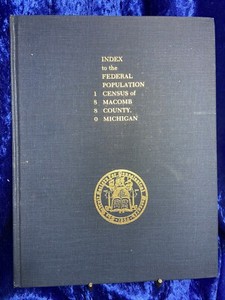 INDEX
to the
FEDERAL
POPULATION
1 CENSUS of
8 MACOMB
8 COUNTY,
0 MICHIGAN